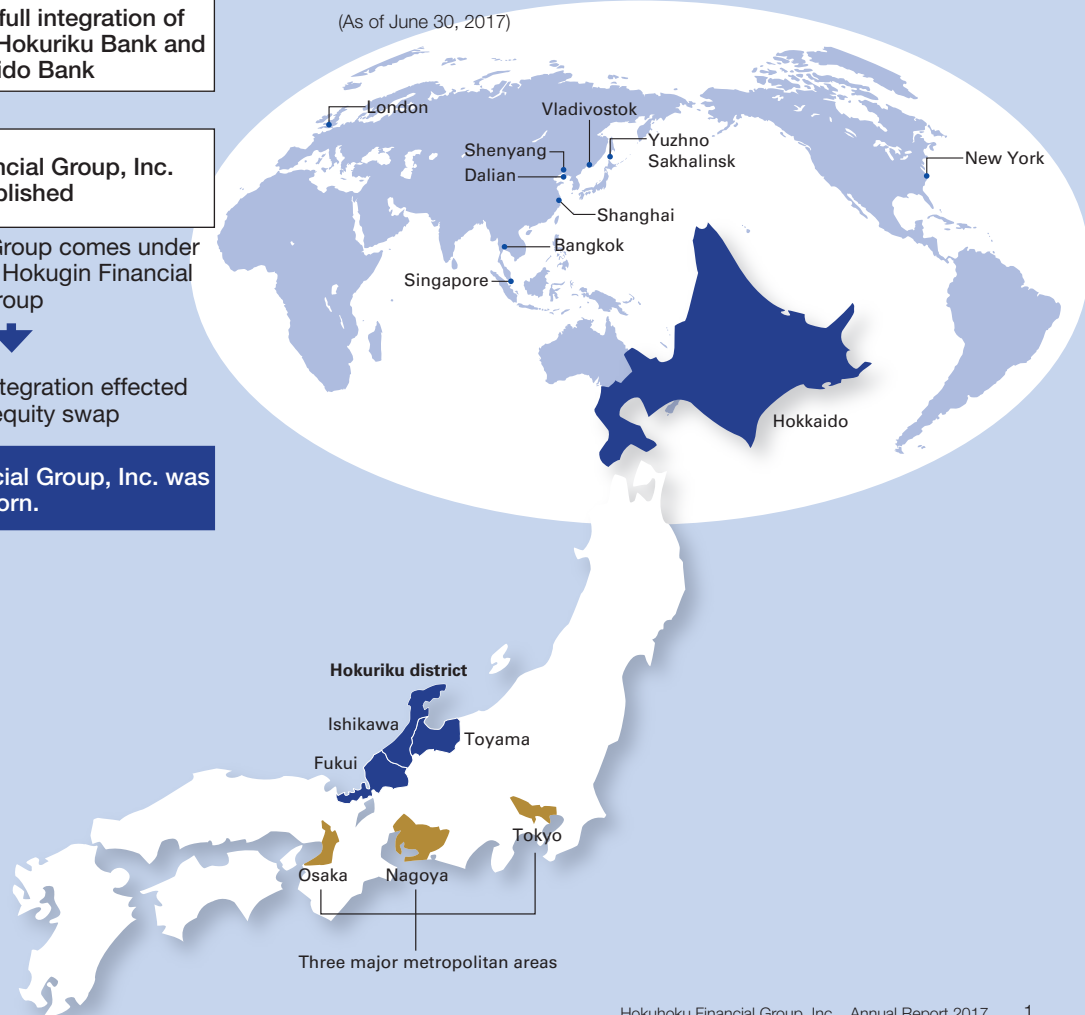 full integration of
Hokuriku Bank and
ido Bank
ncial Group, Inc.
blished
Group comes under
Hokugin Financial
roup
ntegration effected
equity swap
cial Group, Inc. was
orn.
(As of June 30, 2017)
London
Vladivostok
Shenyang
Yuzhno
Sakhalinsk
Dalian
New York
Shanghai
Bangkok
Singapore
Hokkaido
Hokuriku district
Ishikawa
Toyama
Fukui
Tokyo
Osaka
Nagoya
Three major metropolitan areas
Hokuhoku Financial Group, Inc. Annual Report 2017 1